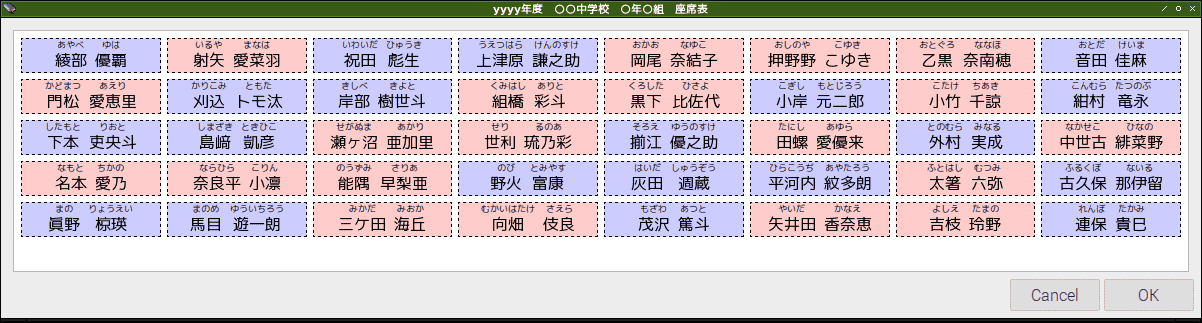 yyyy年度 〇〇中学校 〇年〇組 座席表
あやべ ゆは いるや まなは いわいだ ひゅうき うえつはら けんのすけ おかお なゆこ おしのや こゆき おとぐろ ななほ おとだ けいま
綾部 優覇 射矢 愛菜羽 祝田 彪生 上津原 謙之助 岡尾 奈結子 押野野 こゆき 乙黒 奈南穂 音田 佳麻
かどまつ あえり かりこみ ともた きしべ きよと くみはし ありと くろした ひさよ こぎし もとじろう こたけ ちあき こんむら たつのぶ
門松 愛恵里 刈込 トモ汰 岸部 樹世斗 組橋 彩斗 黒下 比佐代 小岸 元二郎 小竹 千諒 紺村 竜永
したもと りおと しまざき ときひこ せがぬま あかり せり るのあ そろえ ゆうのすけ たにし あゆら とのむら みなる なかせこ ひなの
下本 吏央斗 島﨑 凱彦 瀬ヶ沼 亜加里 世利 琉乃彩 揃江 優之助 田螺 愛優来 外村 実成 中世古 緋菜野
なもと ちかの ならひら こりん のうずみ さりあ のび とみやす はいだ しゅうぞう ひらこうち あやたろう ふとはし むつみ ふるくぼ ないる
名本 愛乃 奈良平 小凛 能隅 早梨亜 野火 富康 灰田 週蔵 平河内 紋多朗 太箸 六弥 古久保 那伊留
まの りょうえい まのめ ゆういちろう みかだ みおか むかいはたけ さえら もざわ あつと やいだ かなえ よしえ たまの れんぽ たかみ
眞野 椋瑛 馬目 遊一朗 三ケ田 海丘 向畑 伎良 茂沢 篤斗 矢井田 香奈恵 吉枝 玲野 連保 貴巳
Cancel OK